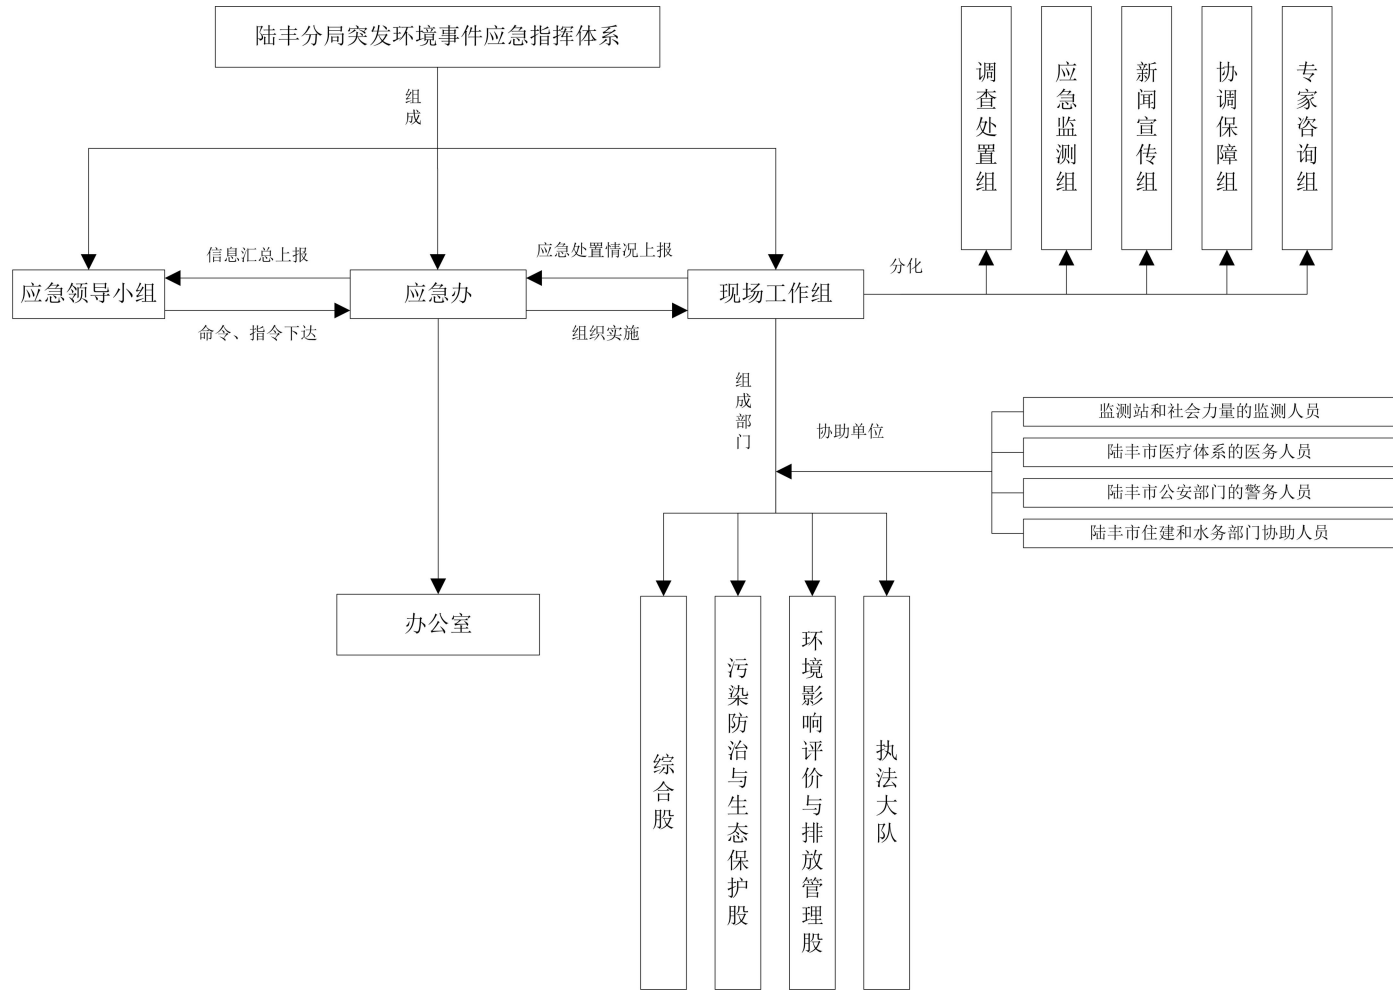 陆丰分局突发环境事件应急指挥体系
组成
调查处置组
应急监测组
新闻宣传组
协调保障组
专家咨询组
信息汇总上报
应急处置情况上报
分化
应急领导小组
应急办
现场工作组
命令、指令下达
组织实施
组成部门
协助单位
监测站和社会力量的监测人员
陆丰市医疗体系的医务人员
陆丰市公安部门的警务人员
陆丰市住建和水务部门协助人员
办公室
综合股
污染防治与生态保护股
环境影响评价与排放管理股
执法大队